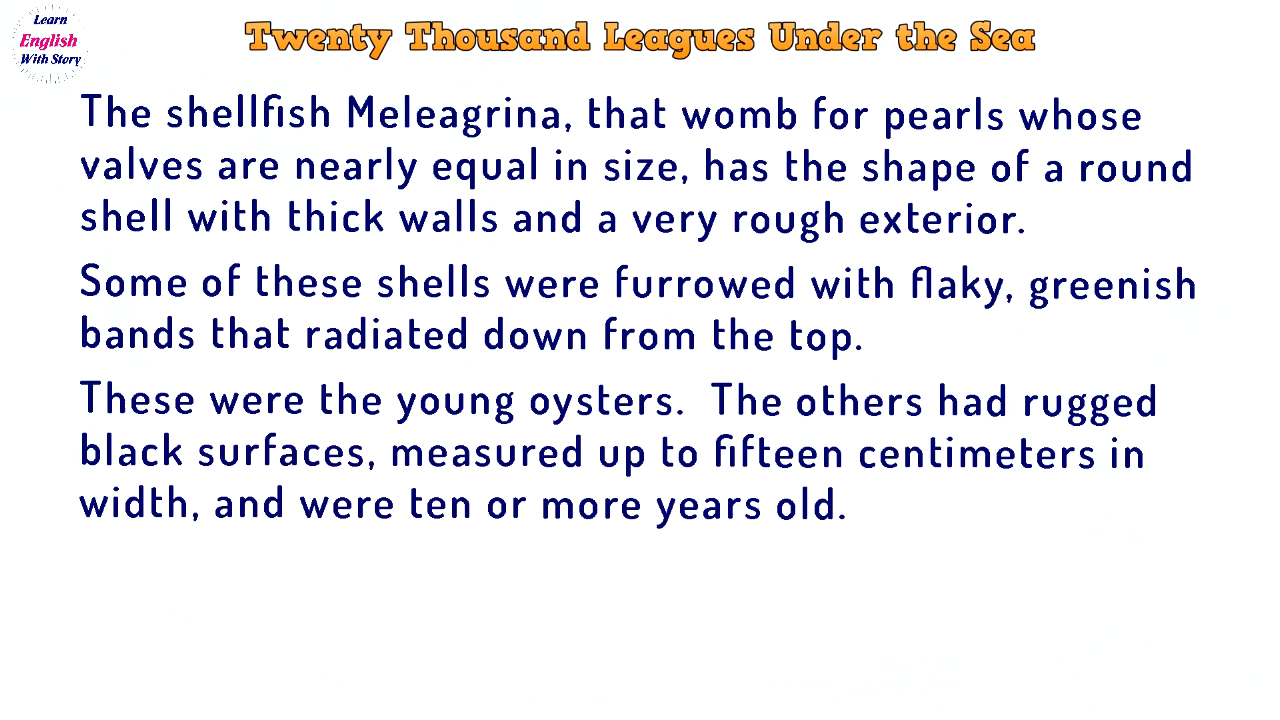 Learn
English
With Story
Twenty Thousand Leagues Under the Sea
The shellfish Meleagrina, that womb for pearls whose
valves are nearly equal in size, has the shape of a round
shell with thick walls and a very rough exterior.
Some of these shells were furrowed with flaky, greenish
bands that radiated down from the top.
These were the young oysters.  The others had rugged
black surfaces, measured up to fifteen centimeters in
width, and were ten or more years old.